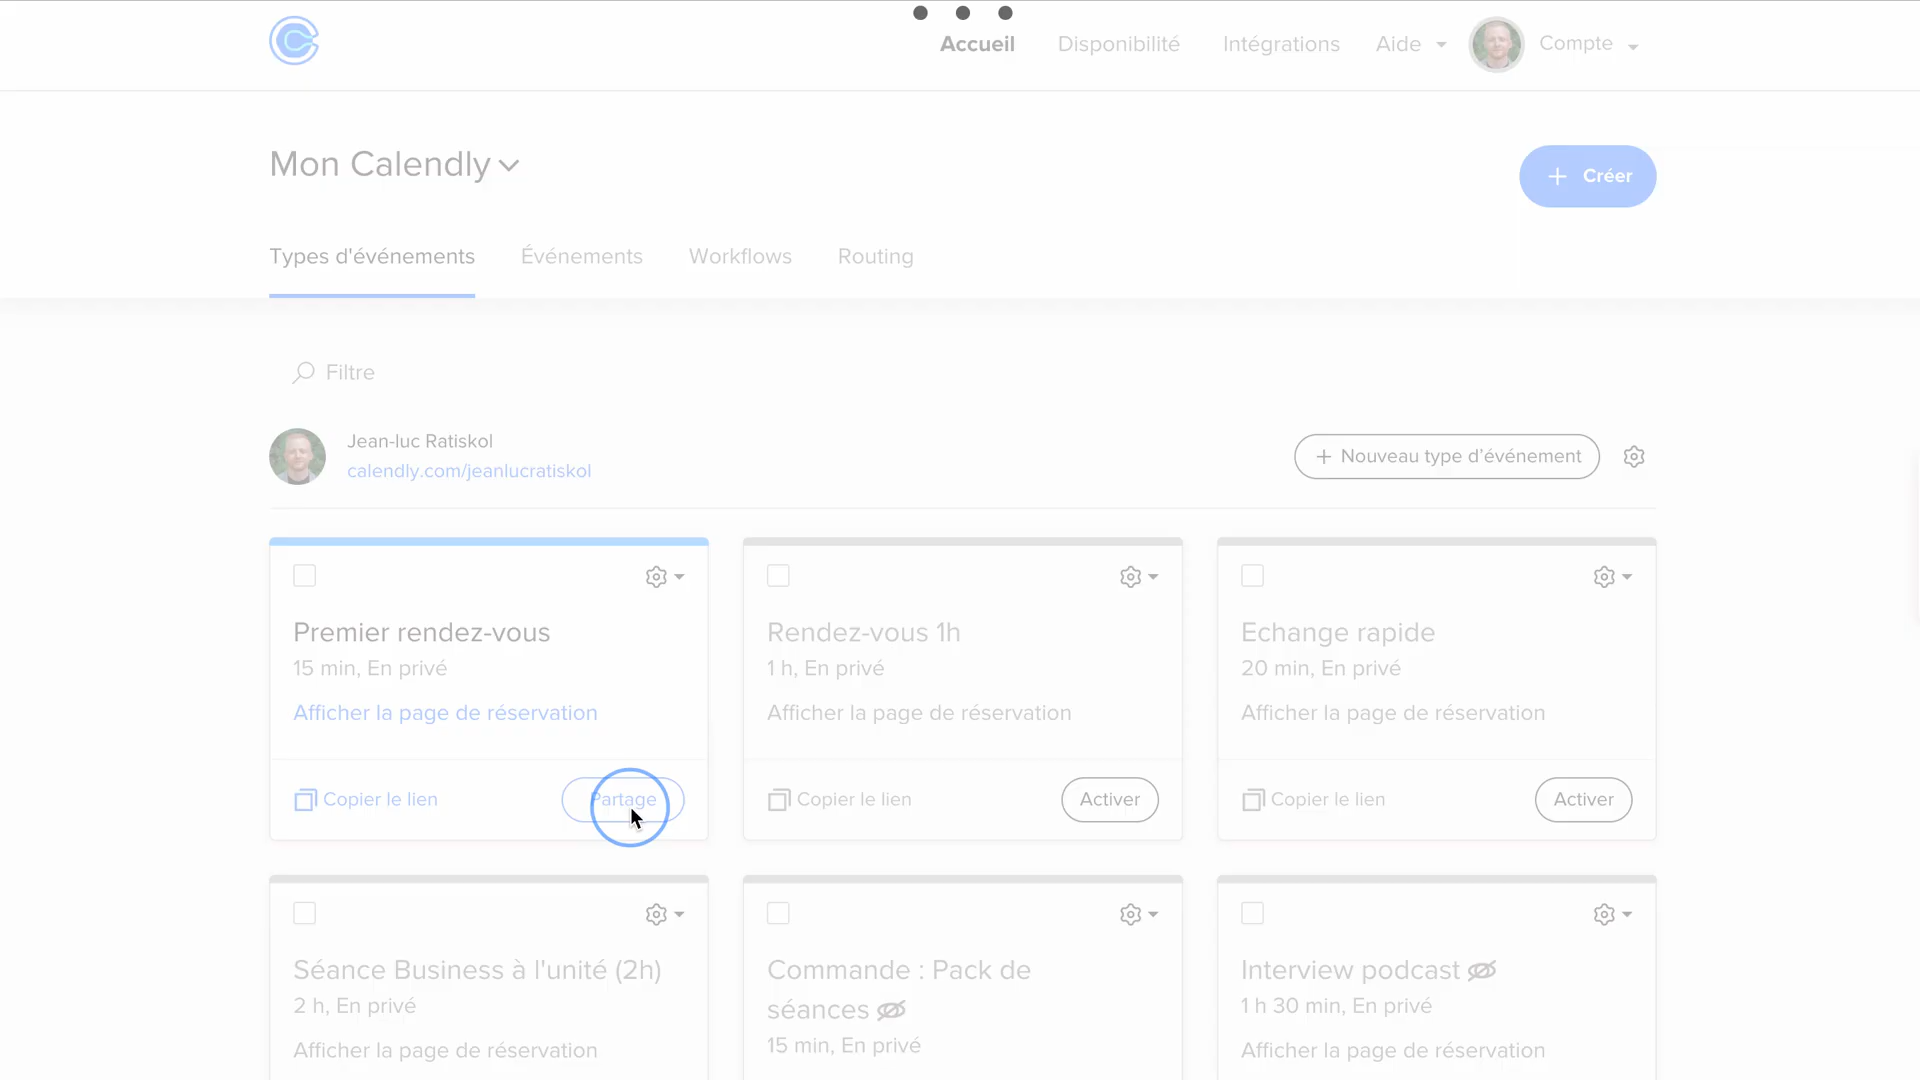 Accueil
Disponibilité
Intégrations
Aide
Compte
Mon Calendly
+ Créer
Types d'événements
Événements
Workflows
Routing
Filtre
Jean-luc Ratiskol
calendly.com/jeanlucratiskol
+ Nouveau type d'événement
Premier rendez-vous
15 min, En privé
Afficher la page de réservation
Copier le lien
Partage
Rendez-vous 1h
1 h, En privé
Afficher la page de réservation
Copier le lien
Activer
Echange rapide
20 min, En privé
Afficher la page de réservation
Copier le lien
Activer
Séance Business à l'unité (2h)
2 h, En privé
Afficher la page de réservation
Commande : Pack de
séances
15 min, En privé
Interview podcast
1 h 30 min, En privé
Afficher la page de réservation